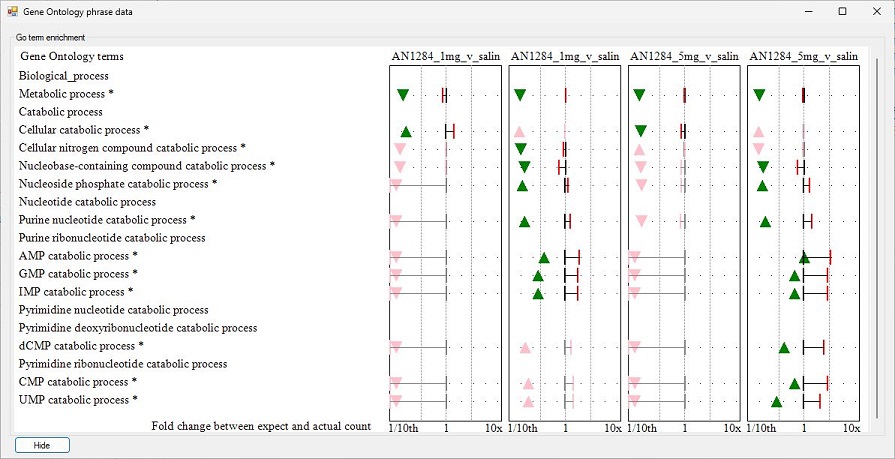 Gene Ontology phrase data
Go term enrichment
Gene Ontology terms AN1284_1mg_v_salin AN1284_1mg_v_salin AN1284_5mg_v_salin AN1284_5mg_v_salin
Biological_process
Metabolic process *
Catabolic process
Cellular catabolic process *
Cellular nitrogen compound catabolic process *
Nucleobase-containing compound catabolic process *
Nucleoside phosphate catabolic process *
Nucleotide catabolic process
Purine nucleotide catabolic process *
Purine ribonucleotide catabolic process
AMP catabolic process *
GMP catabolic process *
IMP catabolic process *
Pyrimidine nucleotide catabolic process
Pyrimidine deoxyribonucleotide catabolic process
dCMP catabolic process *
Pyrimidine ribonucleotide catabolic process
CMP catabolic process *
UMP catabolic process *
Fold change between expect and actual count 1/10th 1 10x 1/10th 1 10x 1/10th 1 10x 1/10th 1 10x
Hide